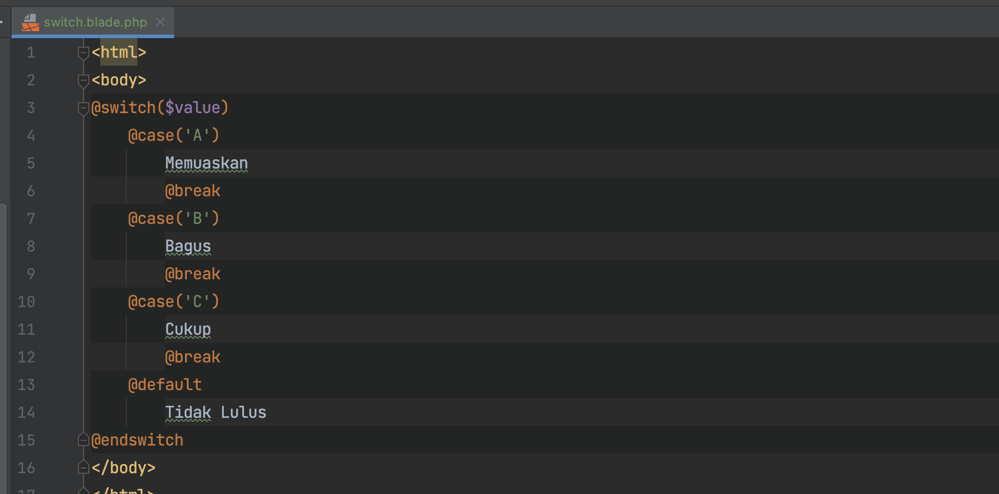 switch.blade.php
1 <html>
2 <body>
3 @switch($value)
4     @case('A')
5         Memuaskan
6         @break
7     @case('B')
8         Bagus
9         @break
10     @case('C')
11         Cukup
12         @break
13     @default
14         Tidak Lulus
15 @endswitch
16 </body>
17 </html>